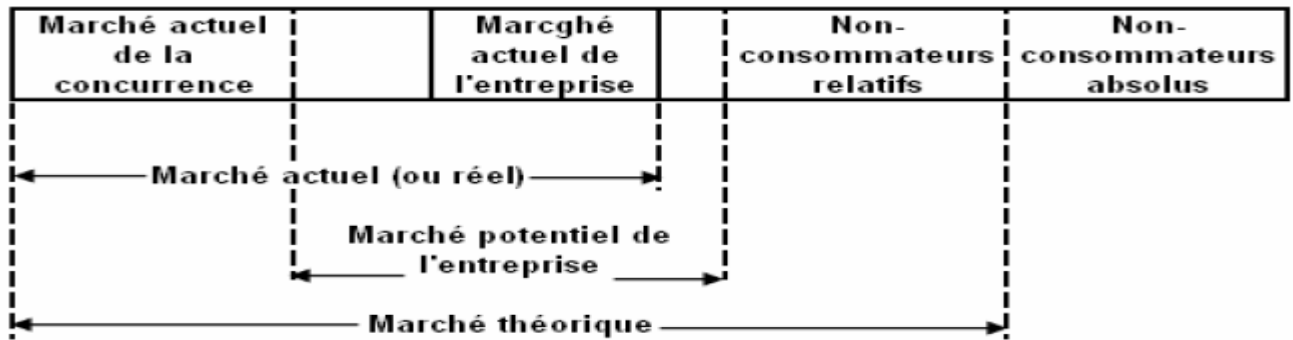 Marché actuel
de la
concurrence
Marcghé
actuel de
l'entreprise
Non-
consommateurs
relatifs
Non-
consommateurs
absolus
Marché actuel (ou réel)
Marché potentiel de
l'entreprise
Marché théorique